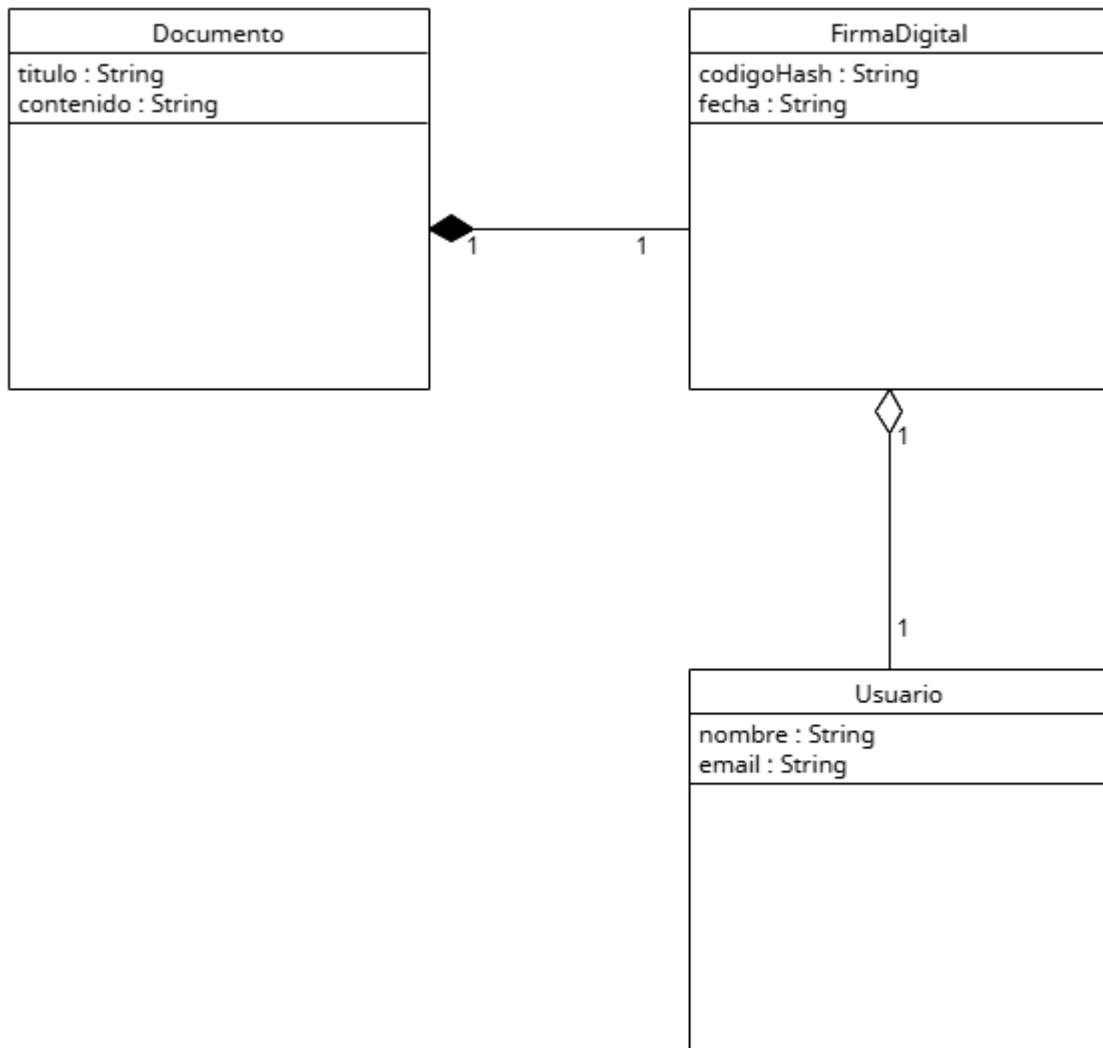 Documento
titulo : String
contenido : String
1
1
FirmaDigital
codigoHash : String
fecha : String
1
1
Usuario
nombre : String
email : String